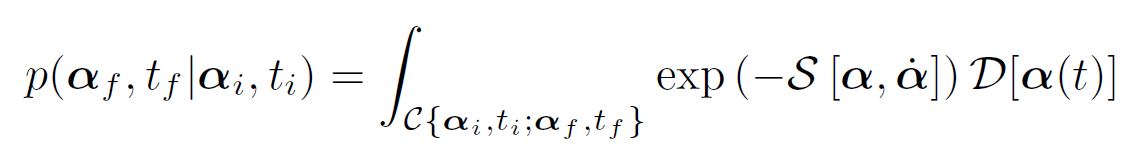 p(𝛂_f, t_f|𝛂_i, t_i) = ∫_{𝒞{𝛂_i,t_i;𝛂_f,t_f}} exp (−𝒮 [𝛂, 𝛂̇]) 𝒟[𝛂(t)]